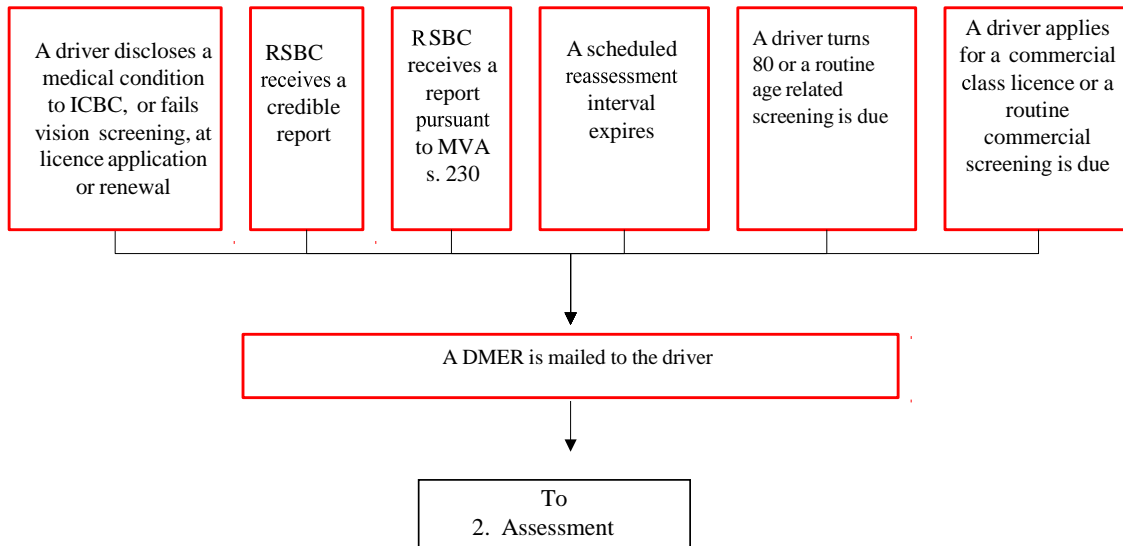 A driver discloses a
medical condition
to ICBC, or fails
vision screening, at
licence application
or renewal
RSBC
receives a
credible
report
RSBC
receives a
report
pursuant
to MVA
s. 230
A scheduled
reassessment
interval
expires
A driver turns
80 or a routine
age related
screening is due
A driver applies
for a commercial
class licence or a
routine
commercial
screening is due
A DMER is mailed to the driver
To
2. Assessment